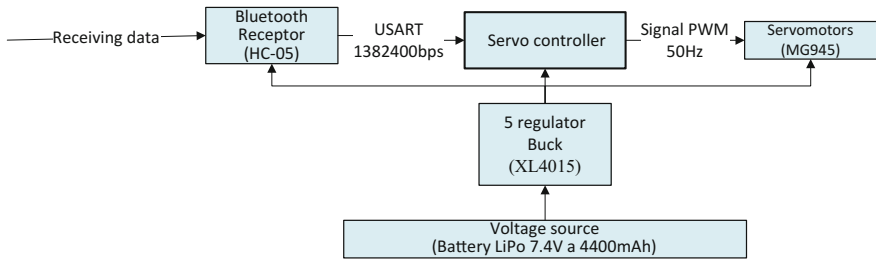 Receiving data
Bluetooth
Receptor
(HC-05)
USART
1382400bps
Servo controller
Signal PWM
50Hz
Servomotors
(MG945)
5 regulator
Buck
(XL4015)
Voltage source
(Battery LiPo 7.4V a 4400mAh)